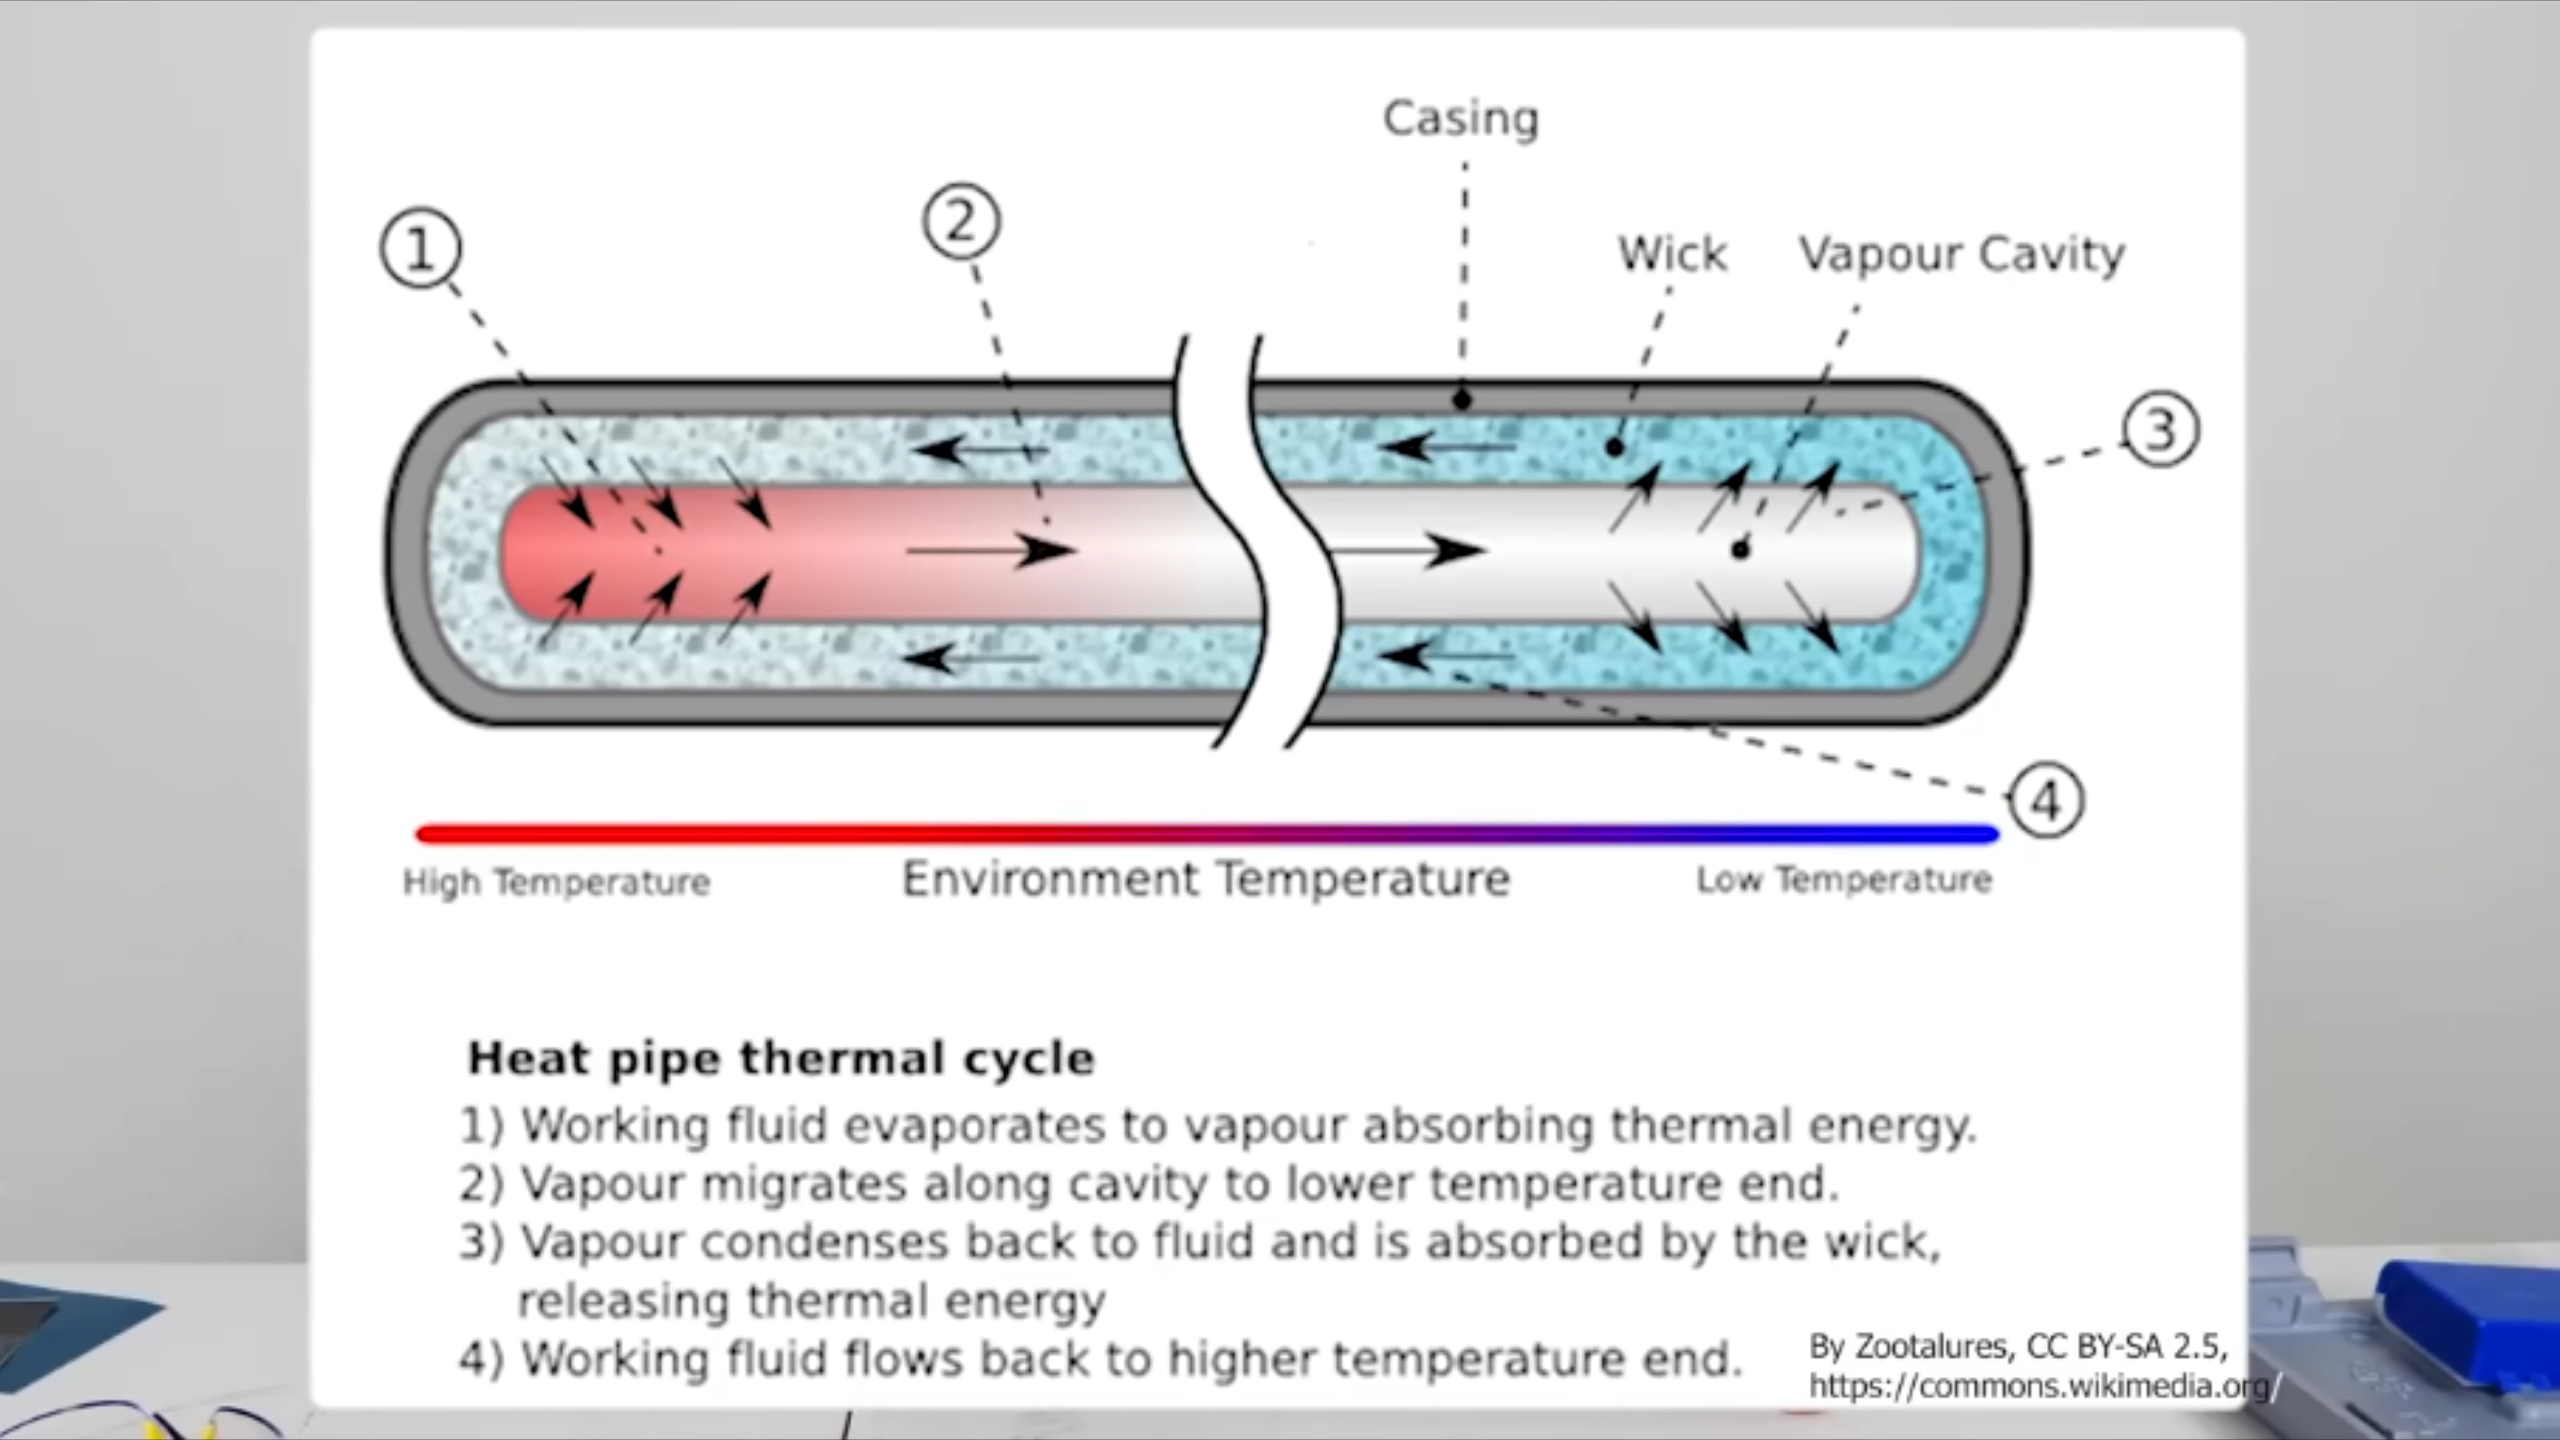 Casing
1
2
Wick
Vapour Cavity
3
4
High Temperature
Environment Temperature
Low Temperature
Heat pipe thermal cycle
1) Working fluid evaporates to vapour absorbing thermal energy.
2) Vapour migrates along cavity to lower temperature end.
3) Vapour condenses back to fluid and is absorbed by the wick,
releasing thermal energy
4) Working fluid flows back to higher temperature end.
By Zootalures, CC BY-SA 2.5,
https://commons.wikimedia.org/